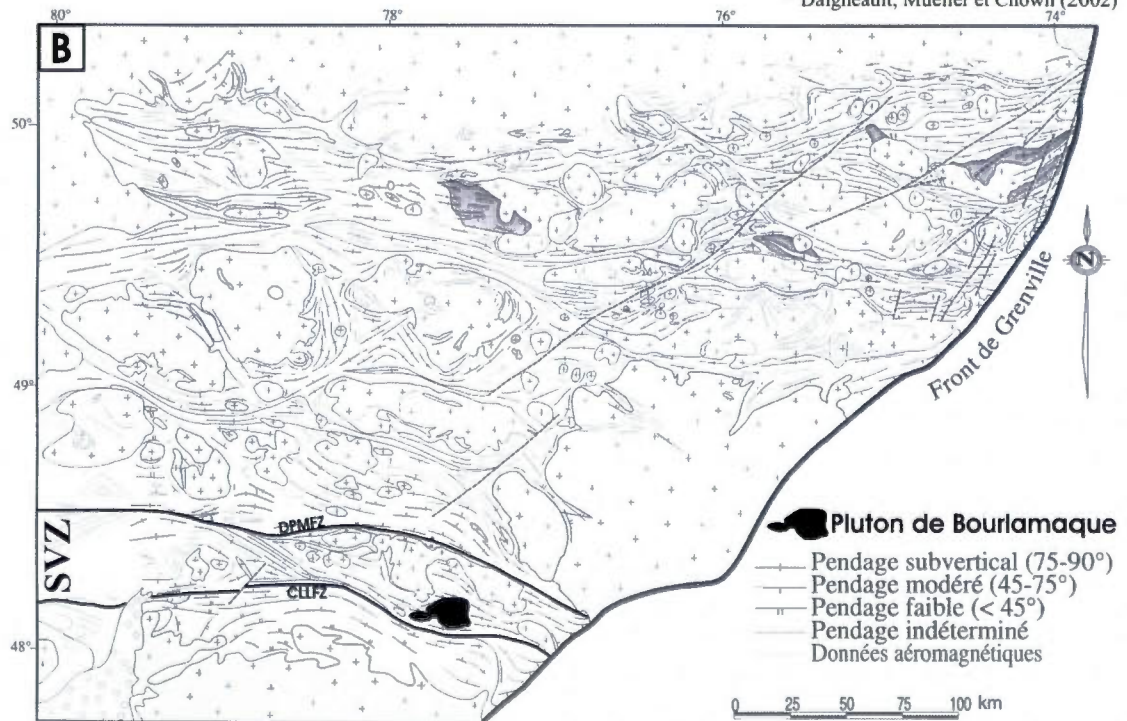 Daigneault, Mueller et Chown (2002)
80° 78° 76° 74°
B
50°
N
49°
Front de Grenville
DPMFZ
SVZ
CLLFZ
48°
Pluton de Bourlamaque
Pendage subvertical (75-90°)
Pendage modéré (45-75°)
Pendage faible (< 45°)
Pendage indéterminé
Données aéromagnétiques
0 25 50 75 100 km